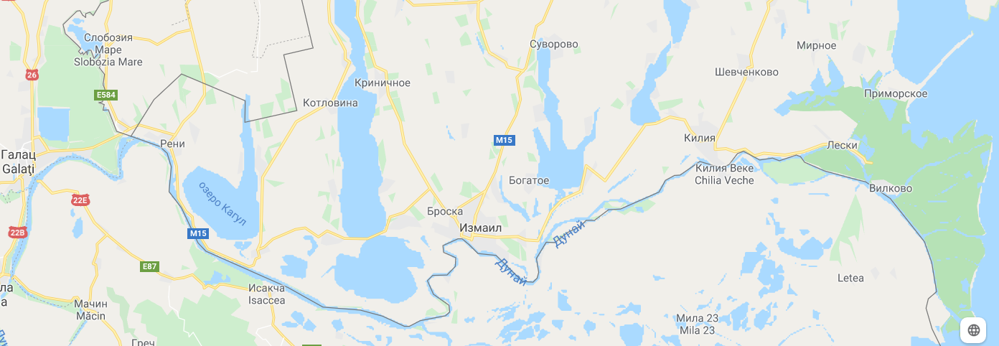 Слобозия
Маре
Slobozia Mare
Суворово
Мирное
26
Шевченково
Криничное
E584
Приморское
Котловина
M15
Килия
Рени
Лески
Галац
Galaţi
Килия Веке
Chilia Veche
Богатое
Вилково
22E
озеро Кагул
Броска
Измаил
22B
M15
Дунай
E87
Дунай
Letea
ла
Исакча
Isaccea
а
Мачин
Măcin
Мила 23
Mila 23
Греч